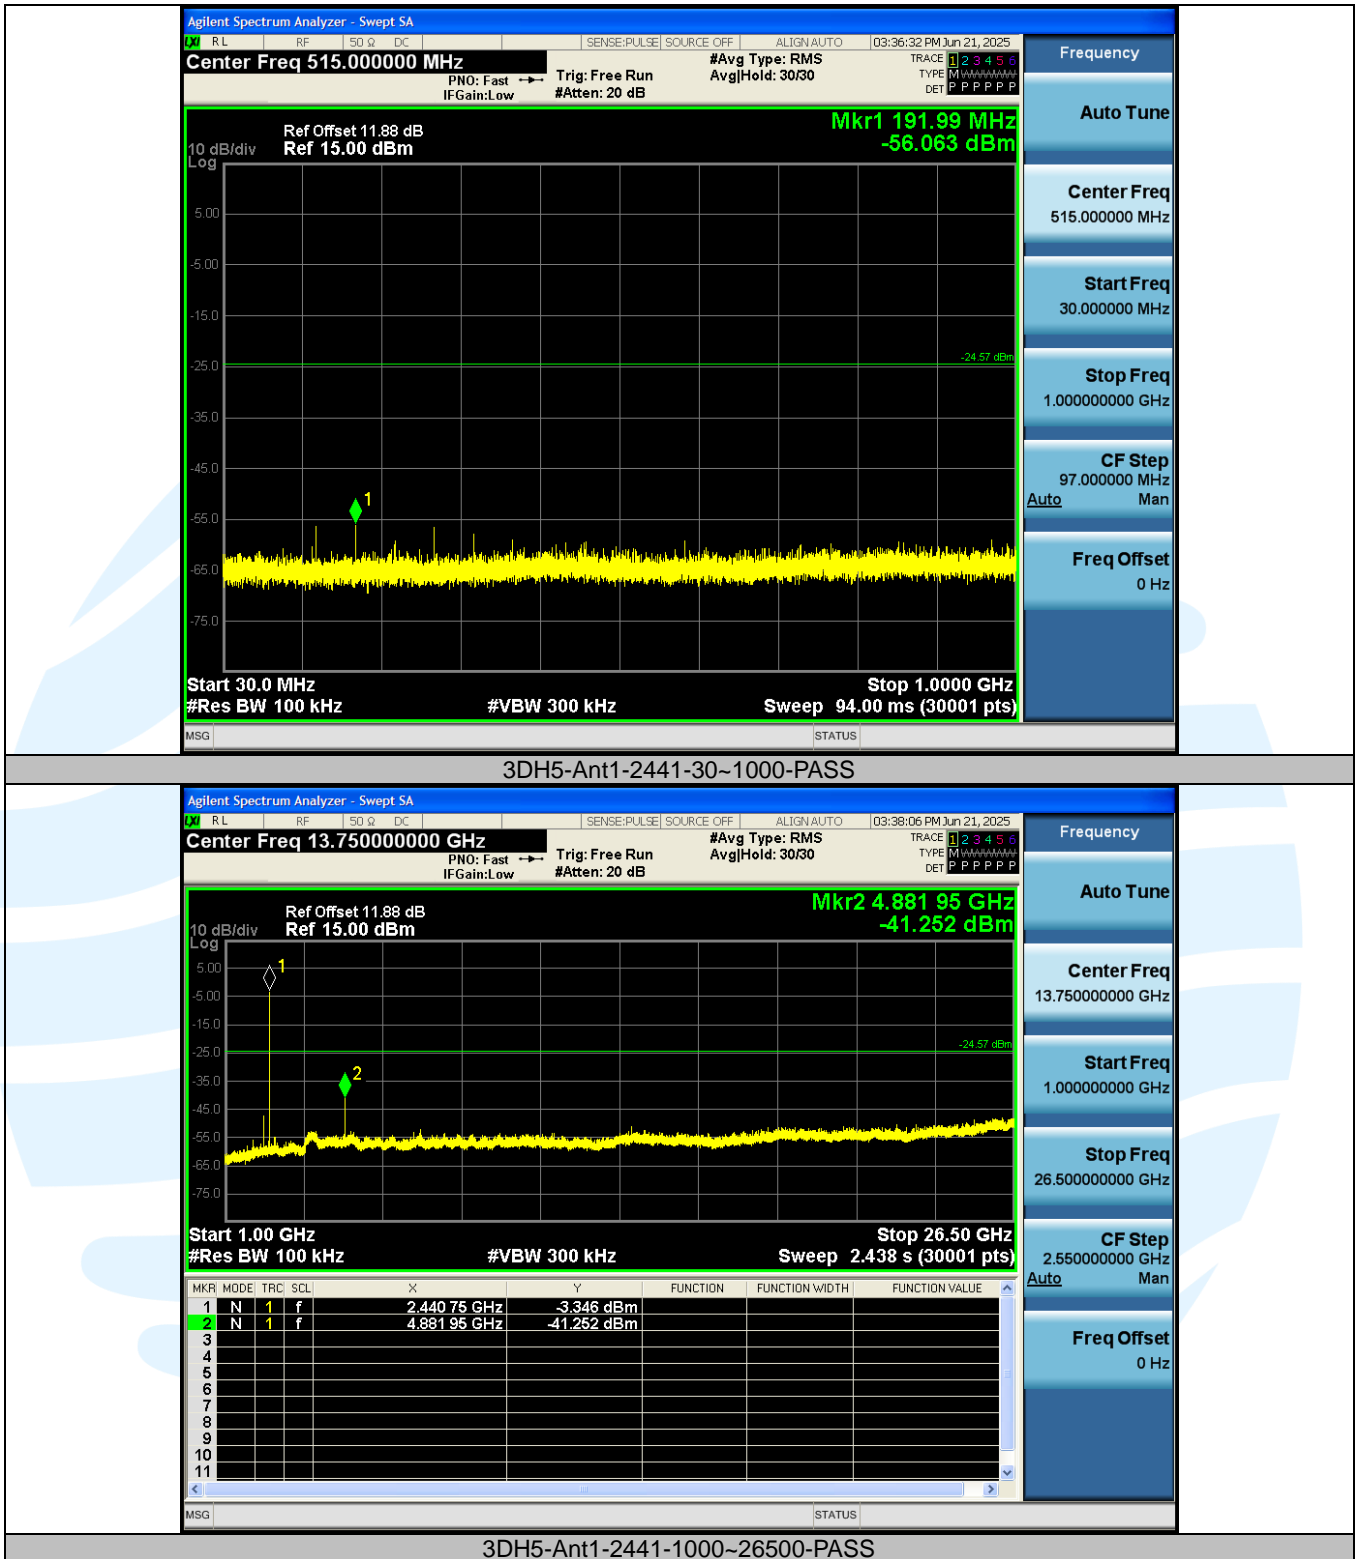 Agilent Spectrum Analyzer - Swept SA
LXI RL RF 50 Ω DC SENSE:PULSE SOURCE OFF ALIGN AUTO 03:36:32 PM Jun 21, 2025
Center Freq 515.000000 MHz
#Avg Type: RMS
TRACE 1 2 3 4 5 6
PNO: Fast
Trig: Free Run
Avg|Hold: 30/30
TYPE M WWWWW
IFGain:Low
#Atten: 20 dB
DET P P P P P P
Mkr1 191.99 MHz
-56.063 dBm
Ref Offset 11.88 dB
10 dB/div Ref 15.00 dBm
Log
5.00
-5.00
-15.0
-24.57 dBm
-25.0
-35.0
-45.0
1
-55.0
-65.0
-75.0
Start 30.0 MHz Stop 1.0000 GHz
#Res BW 100 kHz #VBW 300 kHz Sweep 94.00 ms (30001 pts)
MSG STATUS
Frequency
Auto Tune
Center Freq
515.000000 MHz
Start Freq
30.000000 MHz
Stop Freq
1.000000000 GHz
CF Step
97.000000 MHz
Auto Man
Freq Offset
0 Hz
3DH5-Ant1-2441-30~1000-PASS
Agilent Spectrum Analyzer - Swept SA
LXI RL RF 50 Ω DC SENSE:PULSE SOURCE OFF ALIGN AUTO 03:38:06 PM Jun 21, 2025
Center Freq 13.750000000 GHz
#Avg Type: RMS
TRACE 1 2 3 4 5 6
PNO: Fast
Trig: Free Run
Avg|Hold: 30/30
TYPE M WWWWW
IFGain:Low
#Atten: 20 dB
DET P P P P P P
Mkr2 4.881 95 GHz
-41.252 dBm
Ref Offset 11.88 dB
10 dB/div Ref 15.00 dBm
Log
5.00
1
-5.00
-15.0
-24.57 dBm
-25.0
-35.0
2
-45.0
-55.0
-65.0
-75.0
Start 1.00 GHz Stop 26.50 GHz
#Res BW 100 kHz #VBW 300 kHz Sweep 2.438 s (30001 pts)
MKR MODE TRC SCL X Y FUNCTION FUNCTION WIDTH FUNCTION VALUE
1 N 1 f 2.440 75 GHz -3.346 dBm
2 N 1 f 4.881 95 GHz -41.252 dBm
3
4
5
6
7
8
9
10
11
MSG STATUS
Frequency
Auto Tune
Center Freq
13.750000000 GHz
Start Freq
1.000000000 GHz
Stop Freq
26.500000000 GHz
CF Step
2.550000000 GHz
Auto Man
Freq Offset
0 Hz
3DH5-Ant1-2441-1000~26500-PASS